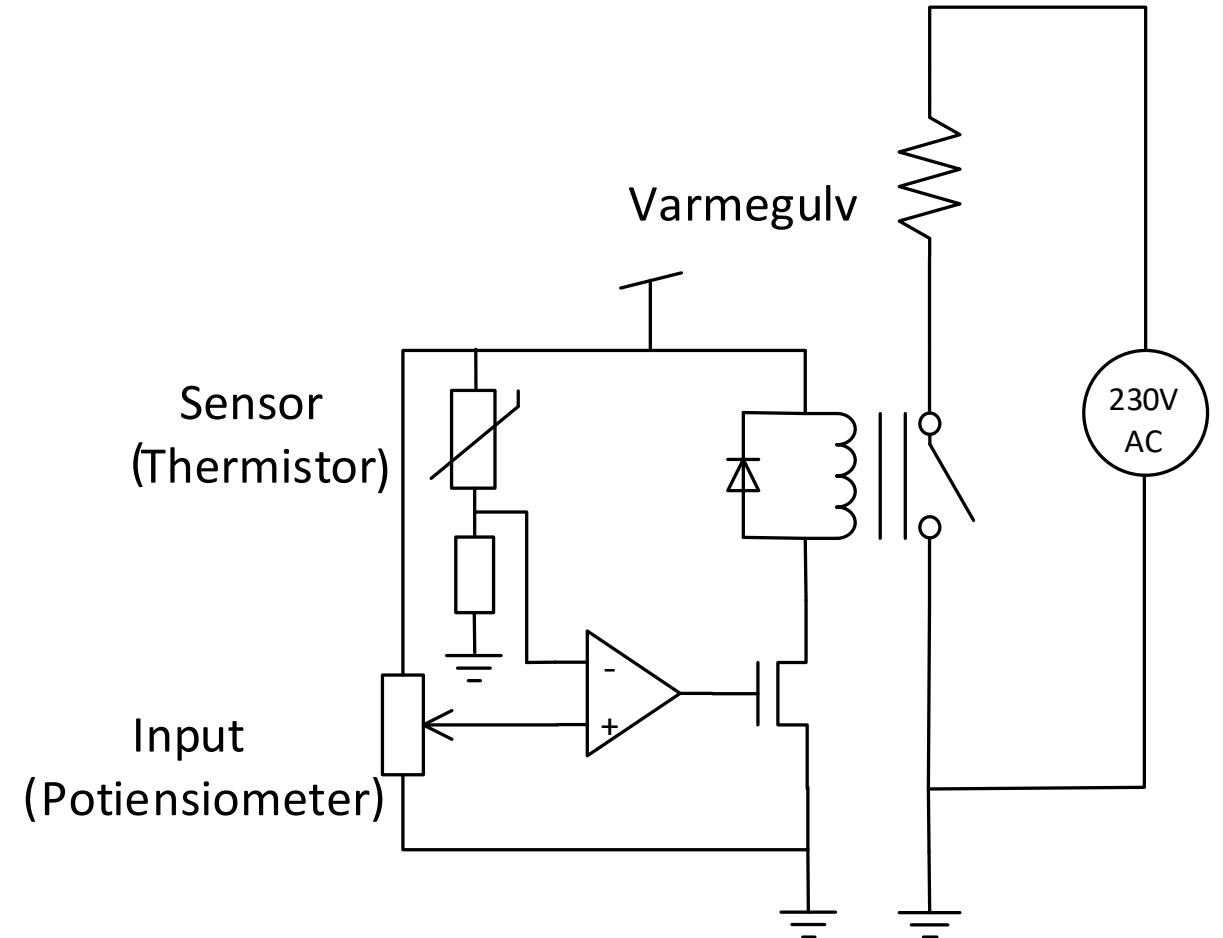 Varmegulv
Sensor
(Thermistor)
230V
AC
-
+
Input
(Potiensiometer)